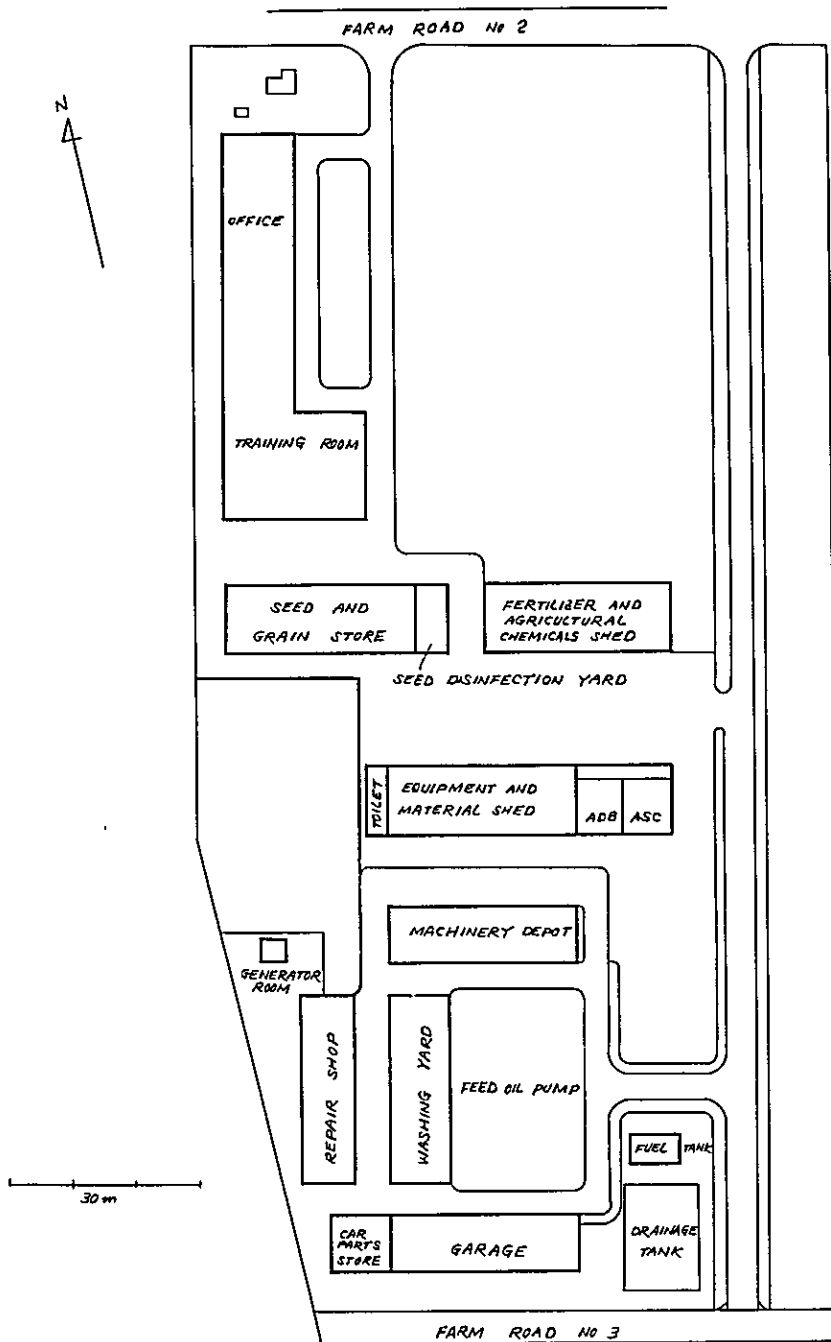 FARM ROAD No 2
N
OFFICE
TRAINING ROOM
SEED AND
GRAIN STORE
FERTILIZER AND
AGRICULTURAL
CHEMICALS SHED
SEED DISINFECTION YARD
TOILET
EQUIPMENT AND
MATERIAL SHED
ADB
ASC
MACHINERY DEPOT
GENERATOR
ROOM
REPAIR SHOP
WASHING YARD
FEED OIL PUMP
FUEL TANK
30m
CAR
PARTS
STORE
GARAGE
DRAINAGE
TANK
FARM ROAD No 3